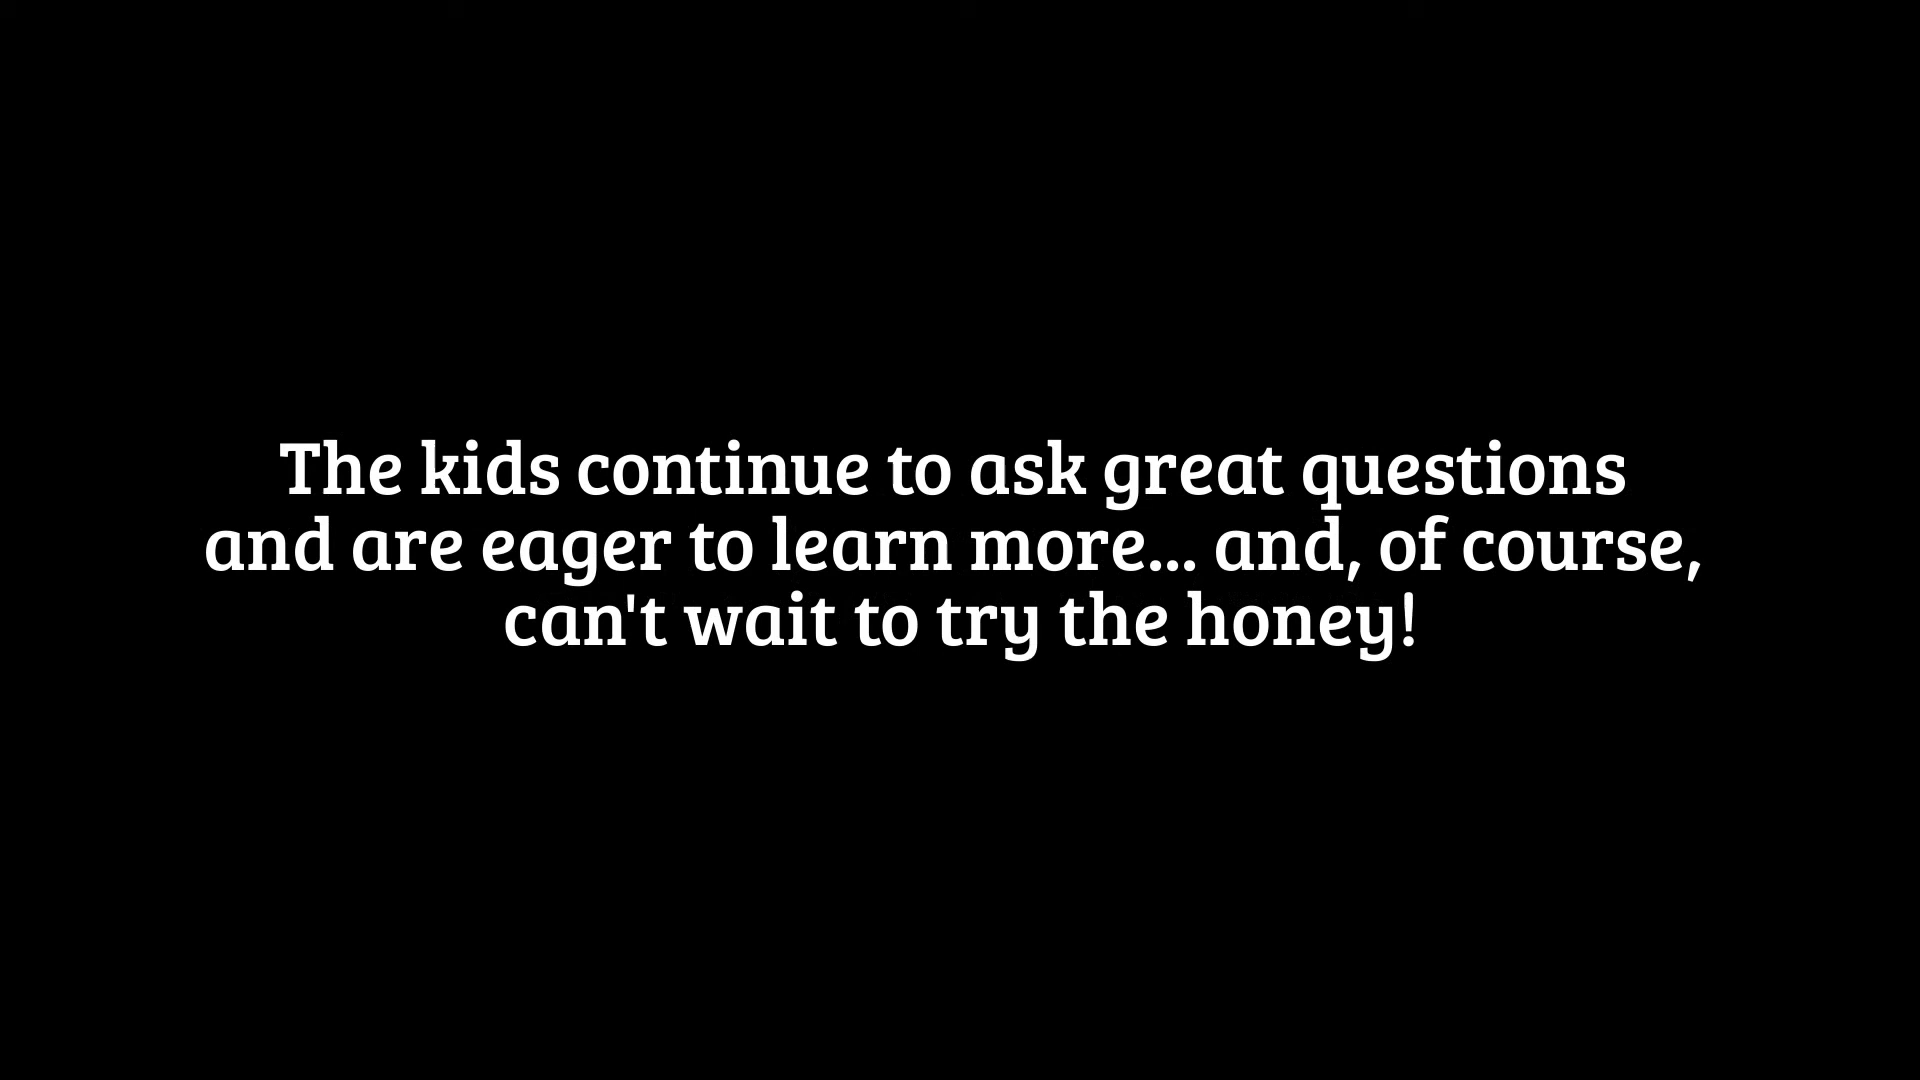 The kids continue to ask great questions
and are eager to learn more... and, of course,
can't wait to try the honey!